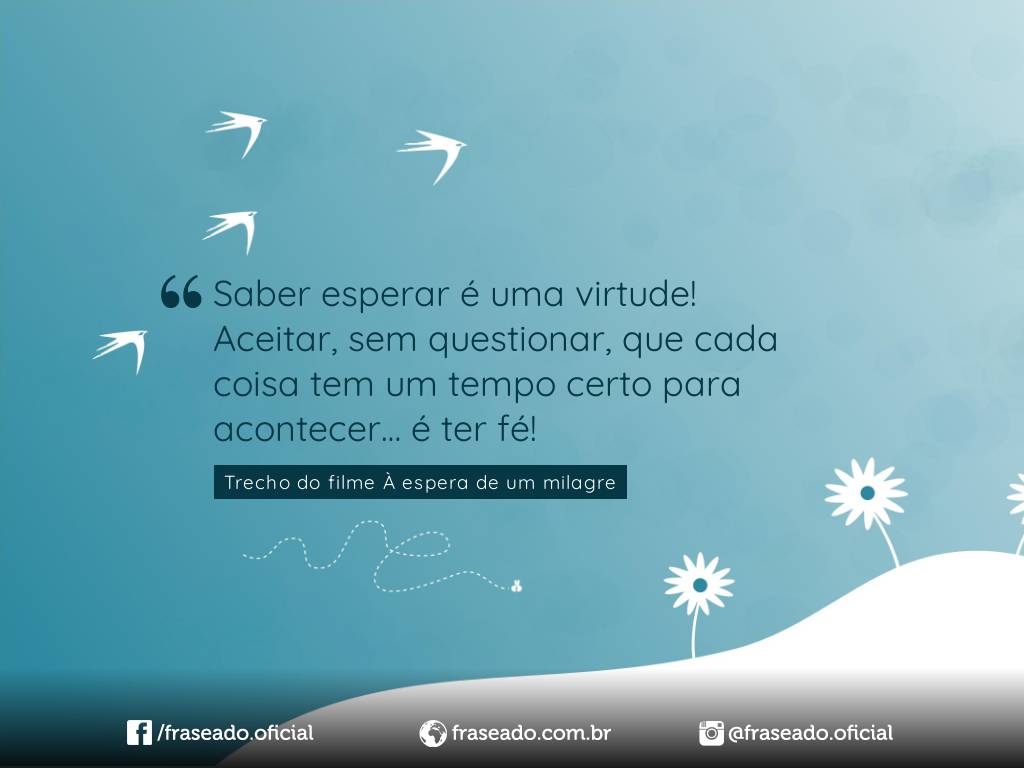 “ Saber esperar é uma virtude!
Aceitar, sem questionar, que cada
coisa tem um tempo certo para
acontecer... é ter fé!
Trecho do filme À espera de um milagre
/fraseado.oficial
fraseado.com.br
@fraseado.oficial